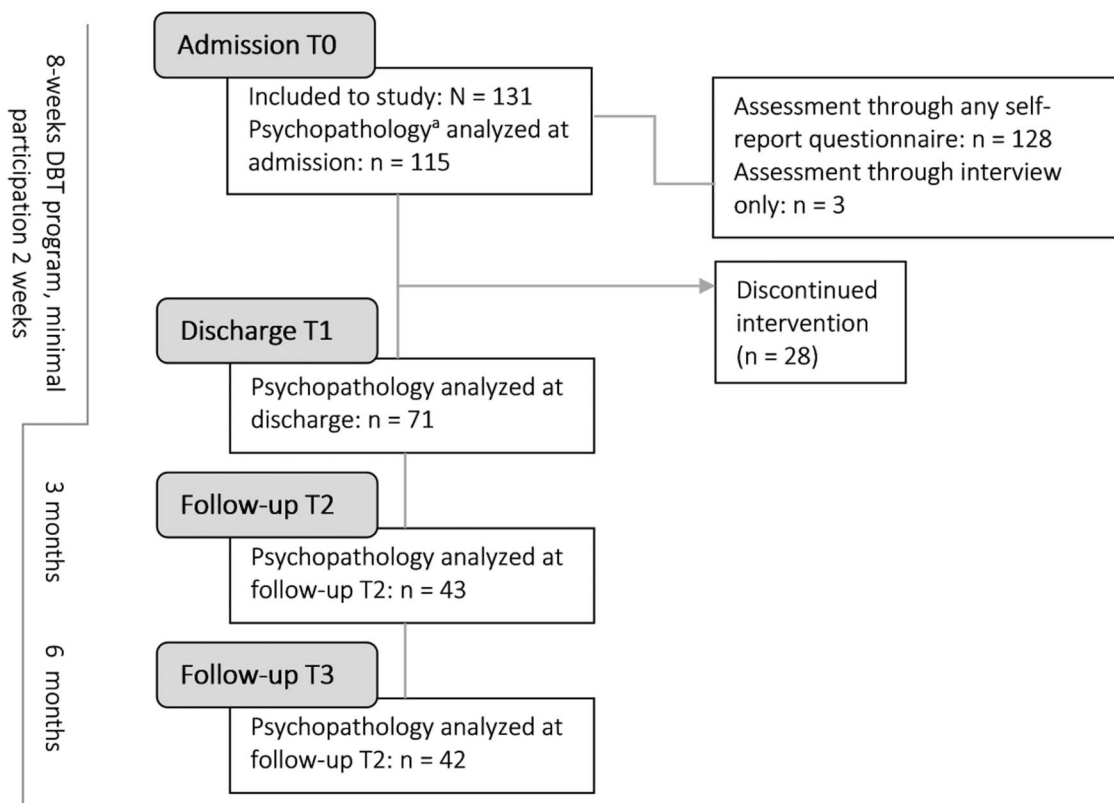 8-weeks DBT program, minimal
participation 2 weeks
3 months
6 months
Admission T0
Included to study: N = 131
Psychopathologyª analyzed at
admission: n = 115
Assessment through any self-
report questionnaire: n = 128
Assessment through interview
only: n = 3
Discontinued
intervention
(n = 28)
Discharge T1
Psychopathology analyzed at
discharge: n = 71
Follow-up T2
Psychopathology analyzed at
follow-up T2: n = 43
Follow-up T3
Psychopathology analyzed at
follow-up T2: n = 42